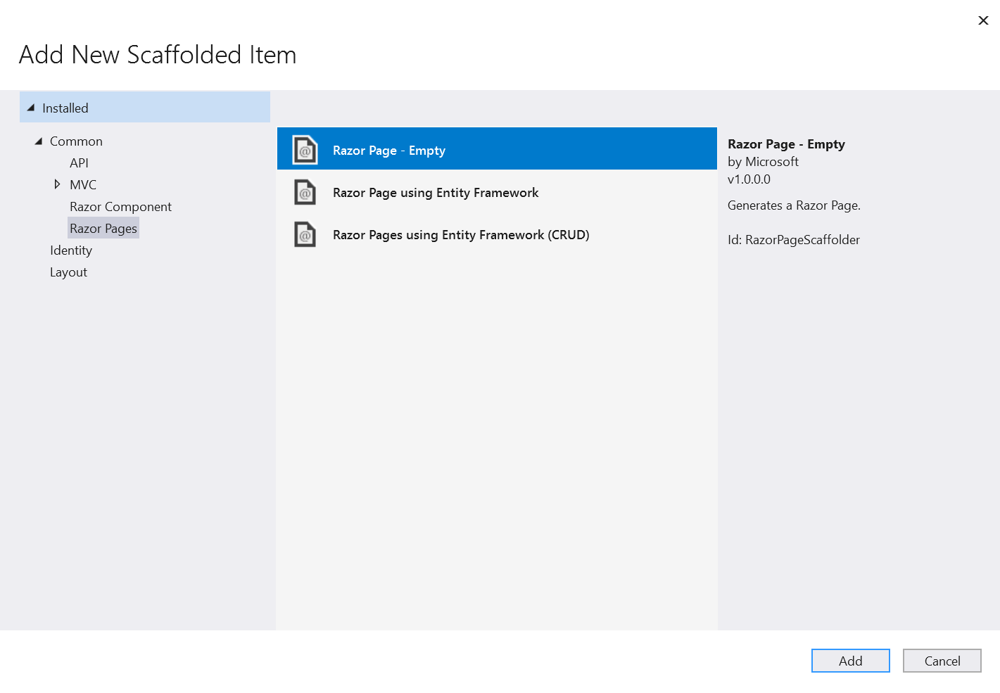 Add New Scaffolded Item
Installed
Common
API
MVC
Razor Component
Razor Pages
Identity
Layout
Razor Page - Empty
Razor Page using Entity Framework
Razor Pages using Entity Framework (CRUD)
Razor Page - Empty
by Microsoft
v1.0.0.0
Generates a Razor Page.
Id: RazorPageScaffolder
Add
Cancel